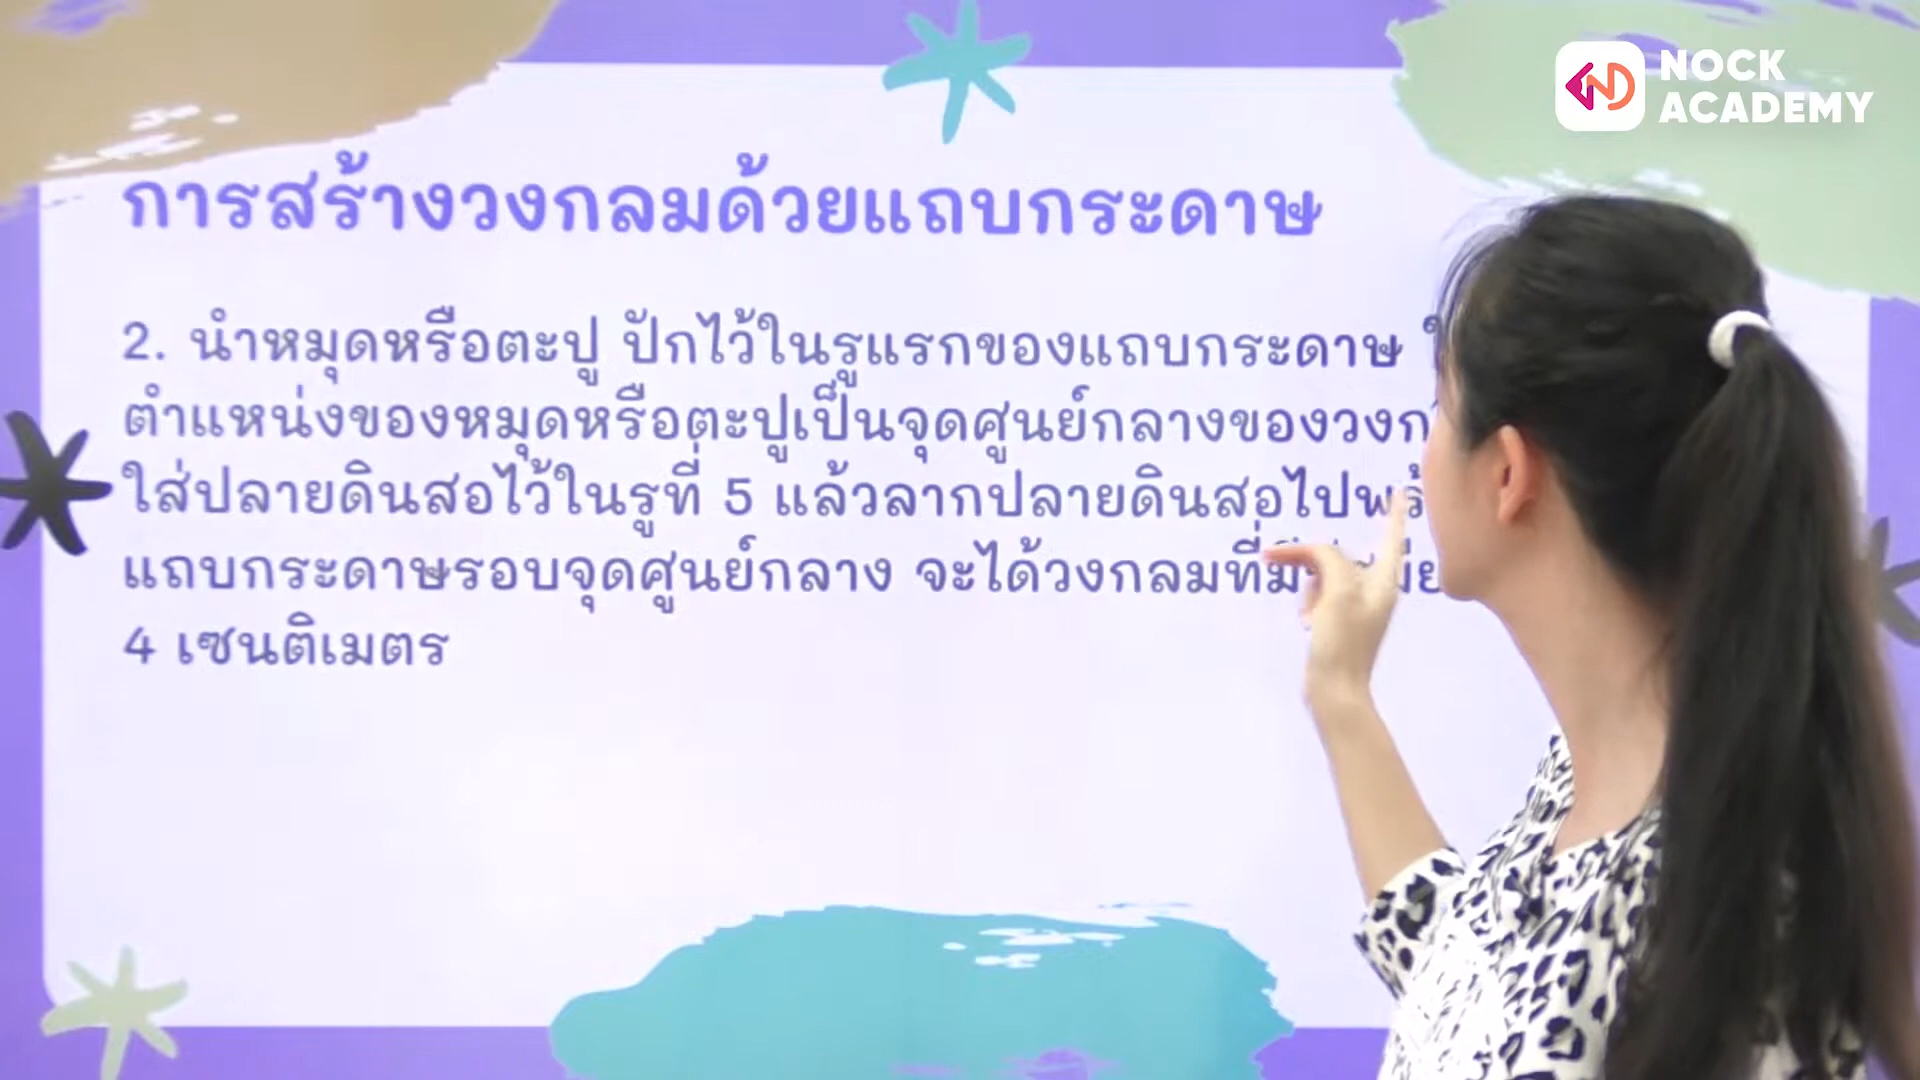 NOCK
ACADEMY
การสร้างวงกลมด้วยแถบกระดาษ
2. นำหมุดหรือตะปู ปักไว้ในรูแรกของแถบกระดาษ
ตำแหน่งของหมุดหรือตะปูเป็นจุดศูนย์กลางของ
ใส่ปลายดินสอไว้ในรูที่ 5 แล้วลากปลายดินสอไป
แถบกระดาษรอบจุดศูนย์กลาง จะได้วงกลมที่
4 เซนติเมตร